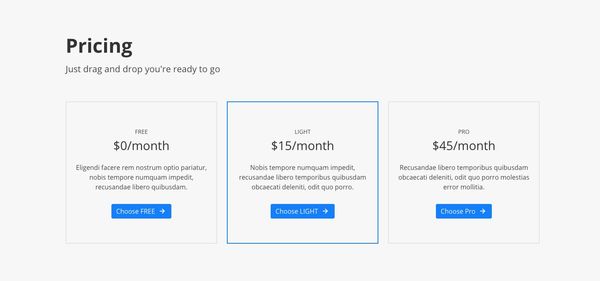 Pricing
Just drag and drop you're ready to go
FREE
$0/month
Eligendi facere rem nostrum optio pariatur,
nobis tempore numquam impedit,
recusandae libero quibusdam.
Choose FREE →
LIGHT
$15/month
Nobis tempore numquam impedit,
recusandae libero temporibus quibusdam
obcaecati deleniti, odit quo porro.
Choose LIGHT →
PRO
$45/month
Recusandae libero temporibus quibusdam
obcaecati deleniti, odit quo porro molestias
error mollitia.
Choose Pro →